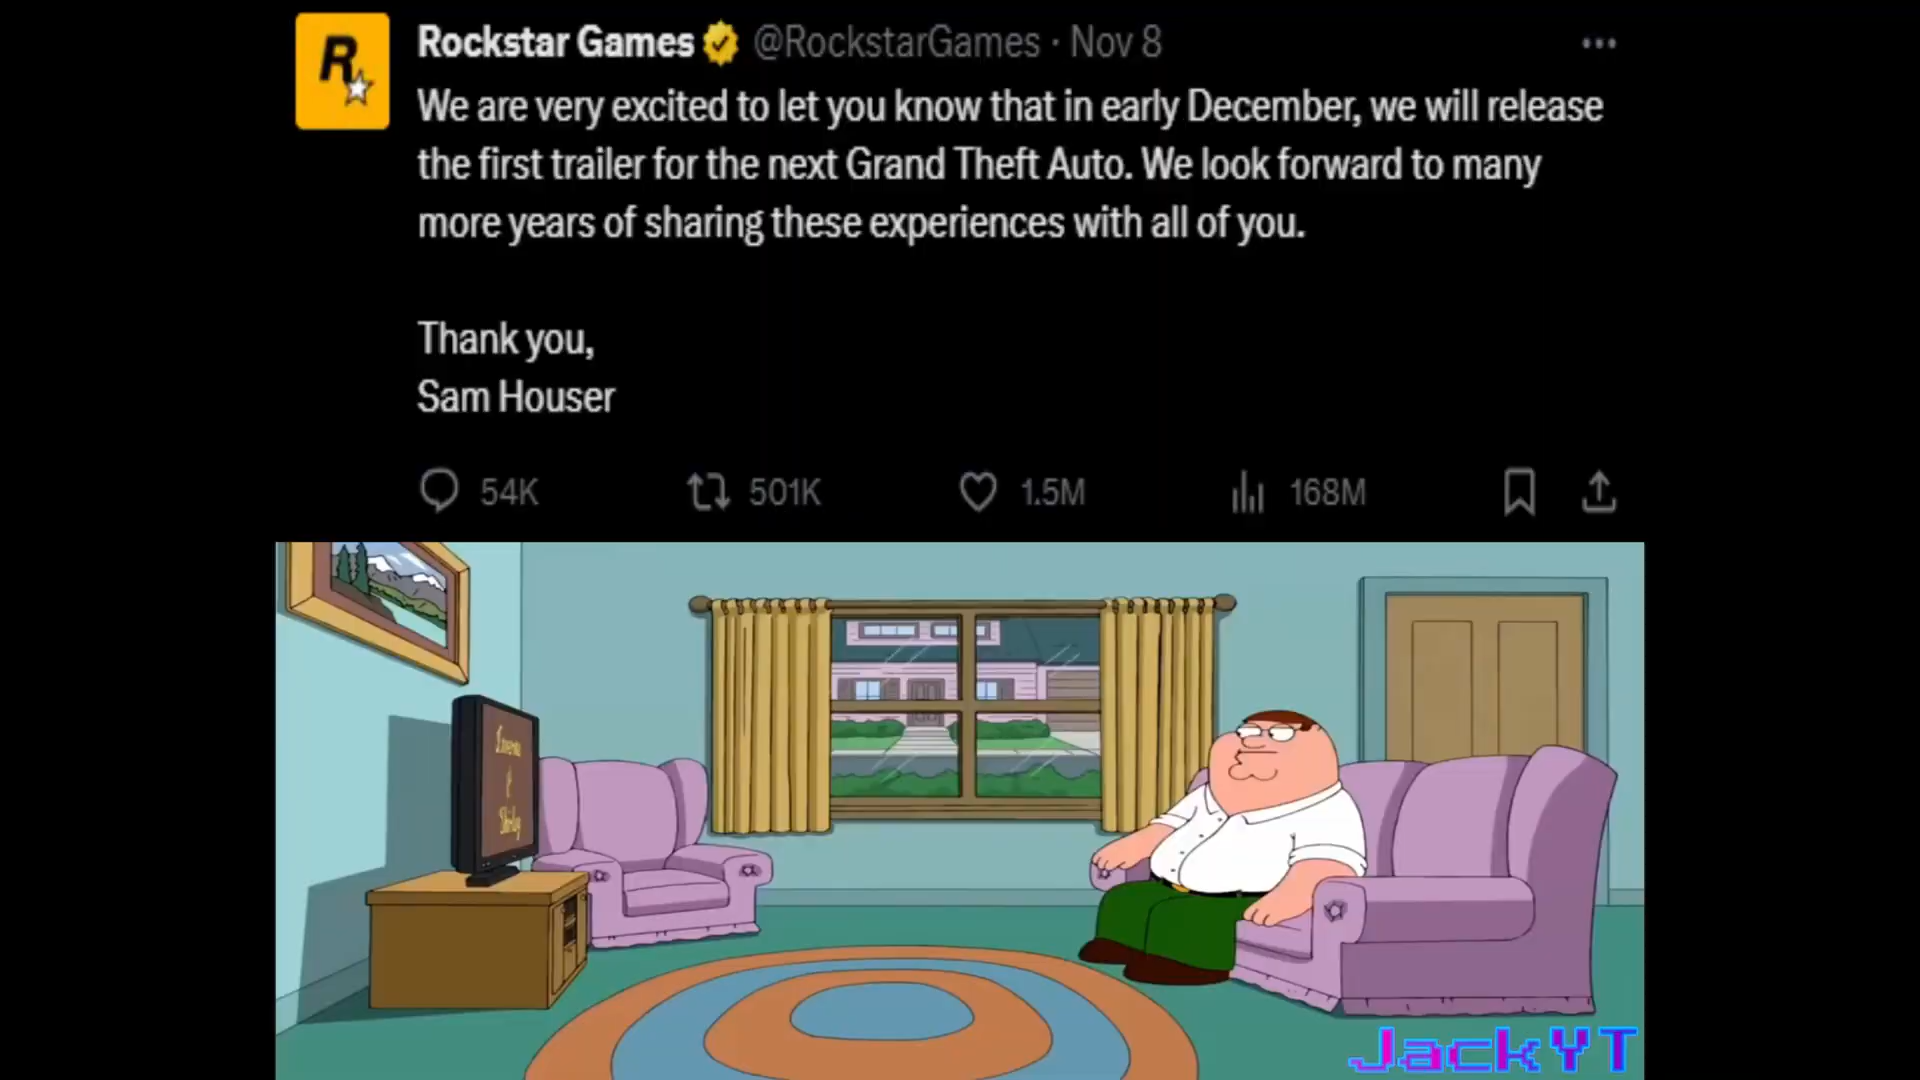 Rockstar Games @RockstarGames · Nov 8
We are very excited to let you know that in early December, we will release
the first trailer for the next Grand Theft Auto. We look forward to many
more years of sharing these experiences with all of you.
Thank you,
Sam Houser
54K 501K 1.5M 168M
Shirley
JackYT